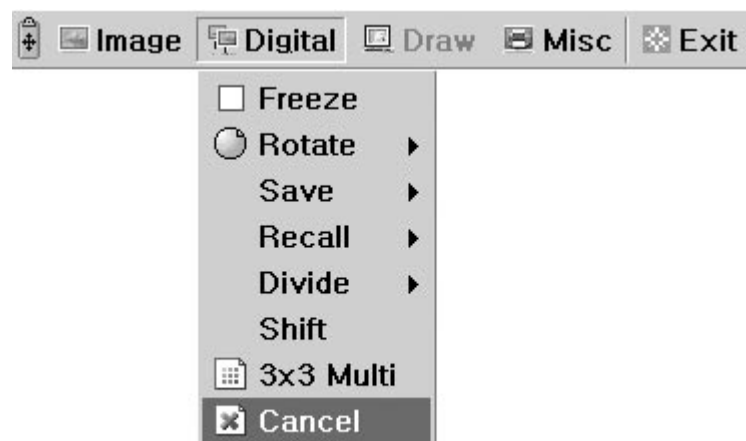 Image Digital Draw Misc Exit
Freeze
Rotate
Save
Recall
Divide
Shift
3x3 Multi
Cancel